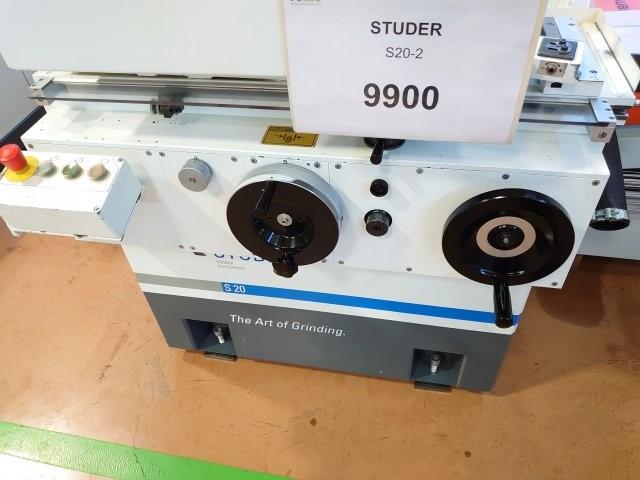 STUDER
S20-2
9900
S 20
The Art of Grinding.